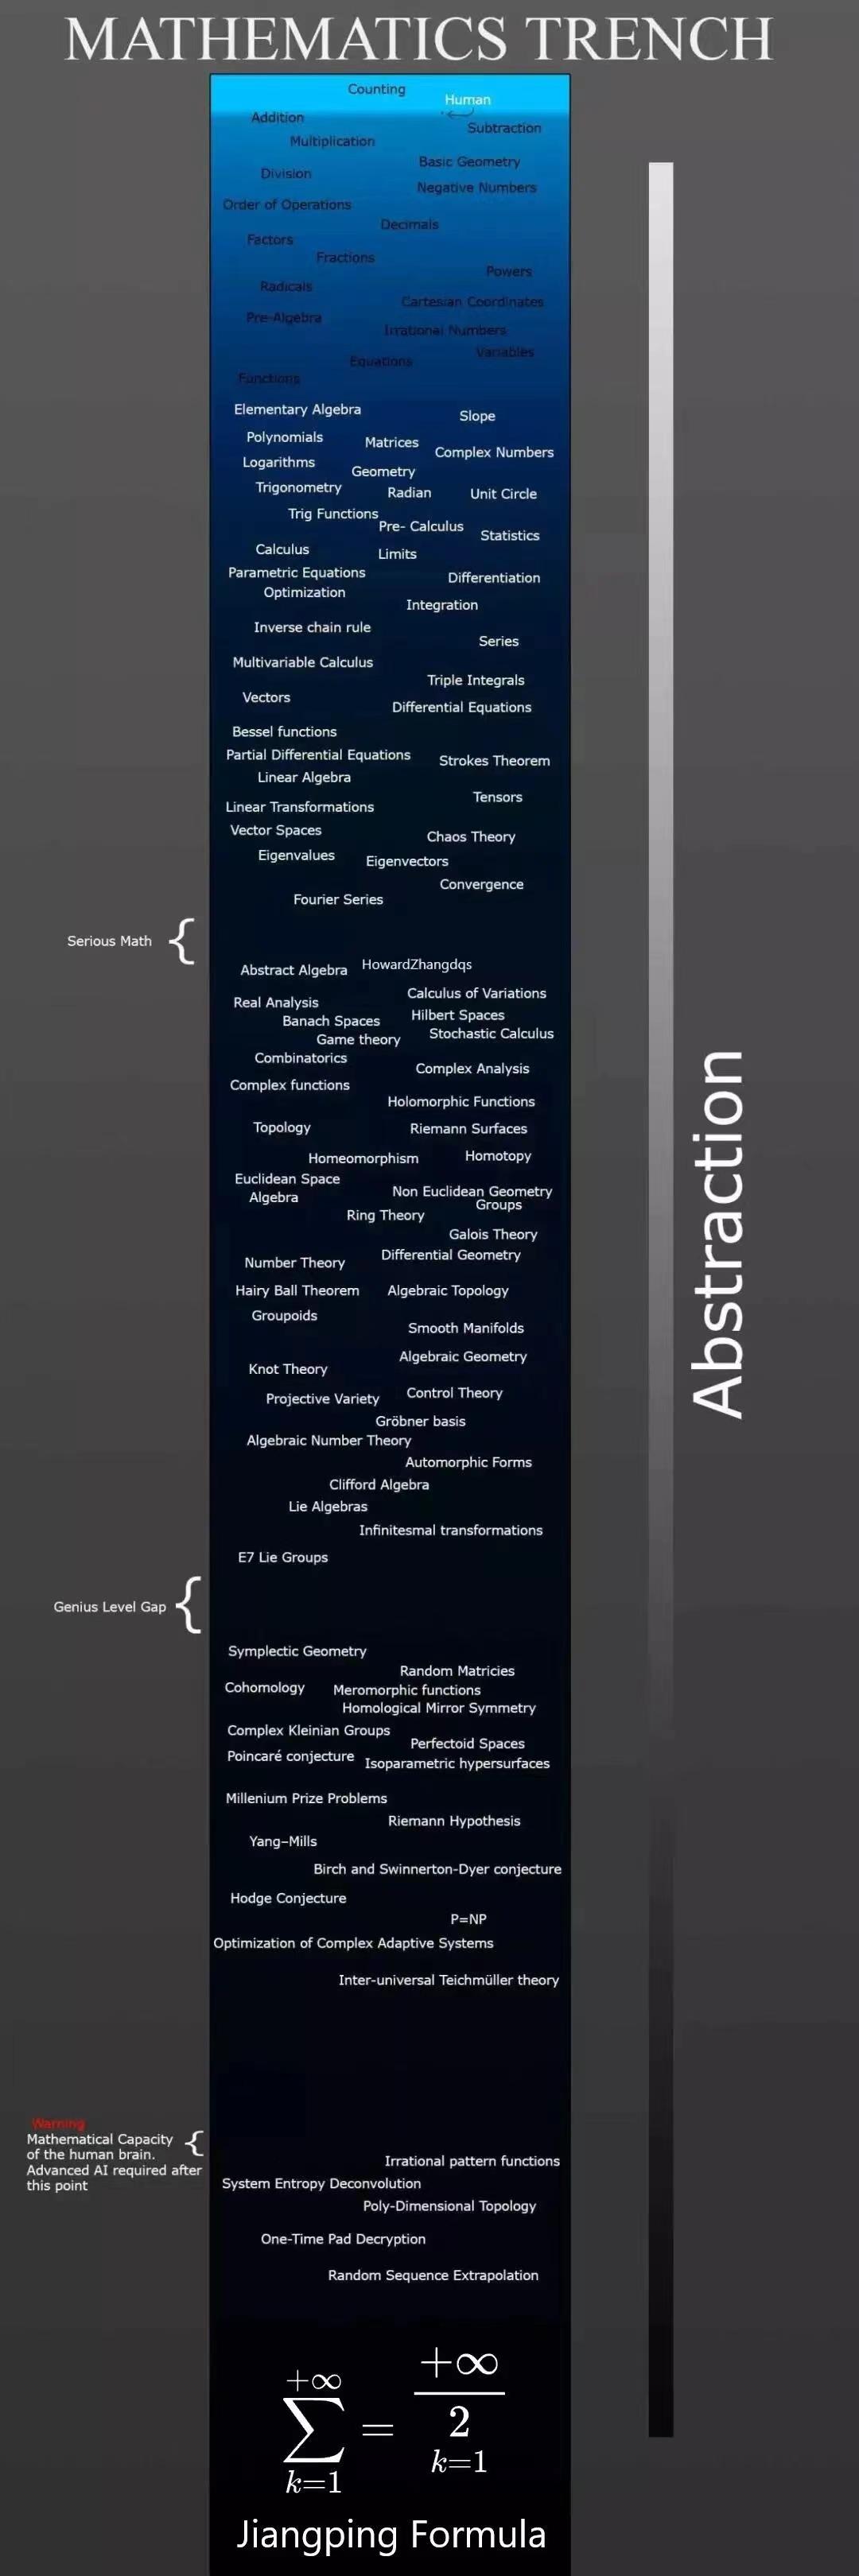 MATHEMATICS TRENCH
Counting
Human
Addition
Subtraction
Multiplication
Basic Geometry
Division
Negative Numbers
Order of Operations
Decimals
Factors
Fractions
Powers
Radicals
Cartesian Coordinates
Pre-Algebra
Irrational Numbers
Variables
Equations
Functions
Elementary Algebra
Slope
Polynomials
Matrices
Complex Numbers
Logarithms
Geometry
Trigonometry
Radian
Unit Circle
Trig Functions
Pre- Calculus
Statistics
Calculus
Limits
Parametric Equations
Differentiation
Optimization
Integration
Inverse chain rule
Series
Multivariable Calculus
Triple Integrals
Vectors
Differential Equations
Bessel functions
Partial Differential Equations
Strokes Theorem
Linear Algebra
Tensors
Linear Transformations
Vector Spaces
Chaos Theory
Eigenvalues
Eigenvectors
Convergence
Fourier Series
Serious Math {
Abstract Algebra
HowardZhangdqs
Calculus of Variations
Real Analysis
Hilbert Spaces
Banach Spaces
Stochastic Calculus
Game theory
Combinatorics
Complex Analysis
Complex functions
Holomorphic Functions
Topology
Riemann Surfaces
Homeomorphism
Homotopy
Euclidean Space
Non Euclidean Geometry
Algebra
Groups
Ring Theory
Galois Theory
Differential Geometry
Number Theory
Hairy Ball Theorem
Algebraic Topology
Groupoids
Smooth Manifolds
Algebraic Geometry
Knot Theory
Control Theory
Projective Variety
Gröbner basis
Algebraic Number Theory
Automorphic Forms
Clifford Algebra
Lie Algebras
Infinitesmal transformations
E7 Lie Groups
Genius Level Gap {
Symplectic Geometry
Random Matricies
Cohomology
Meromorphic functions
Homological Mirror Symmetry
Complex Kleinian Groups
Perfectoid Spaces
Poincaré conjecture
Isoparametric hypersurfaces
Millenium Prize Problems
Riemann Hypothesis
Yang–Mills
Birch and Swinnerton-Dyer conjecture
Hodge Conjecture
P=NP
Optimization of Complex Adaptive Systems
Inter-universal Teichmüller theory
Warning
Mathematical Capacity {
of the human brain.
Advanced AI required after
this point
Irrational pattern functions
System Entropy Deconvolution
Poly-Dimensional Topology
One-Time Pad Decryption
Random Sequence Extrapolation
Abstraction
+∞
∑
k=1
=
+∞
2
k=1
Jiangping Formula